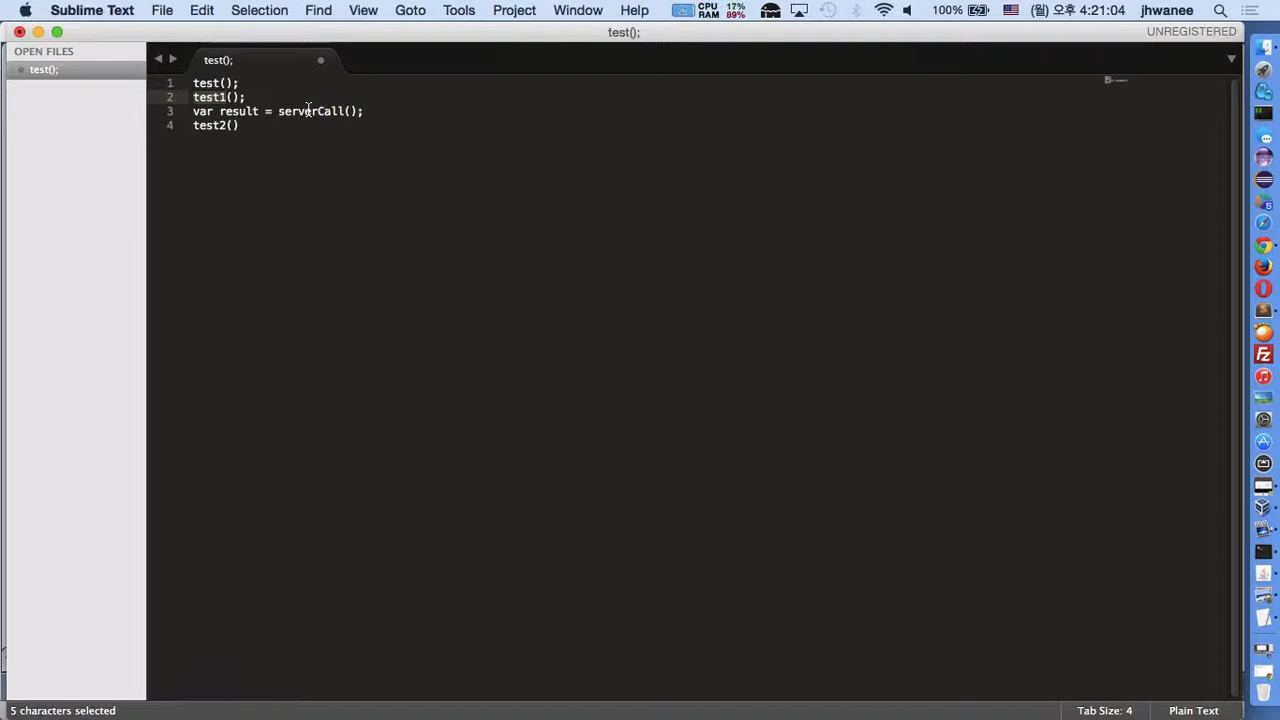 Sublime Text File Edit Selection Find View Goto Tools Project Window Help CPU 17% RAM 89% 100% (월) 오후 4:21:04 jhwanee
test(); UNREGISTERED
OPEN FILES
test();
test();
1 test();
2 test1();
3 var result = serverCall();
4 test2()
5 characters selected Tab Size: 4 Plain Text